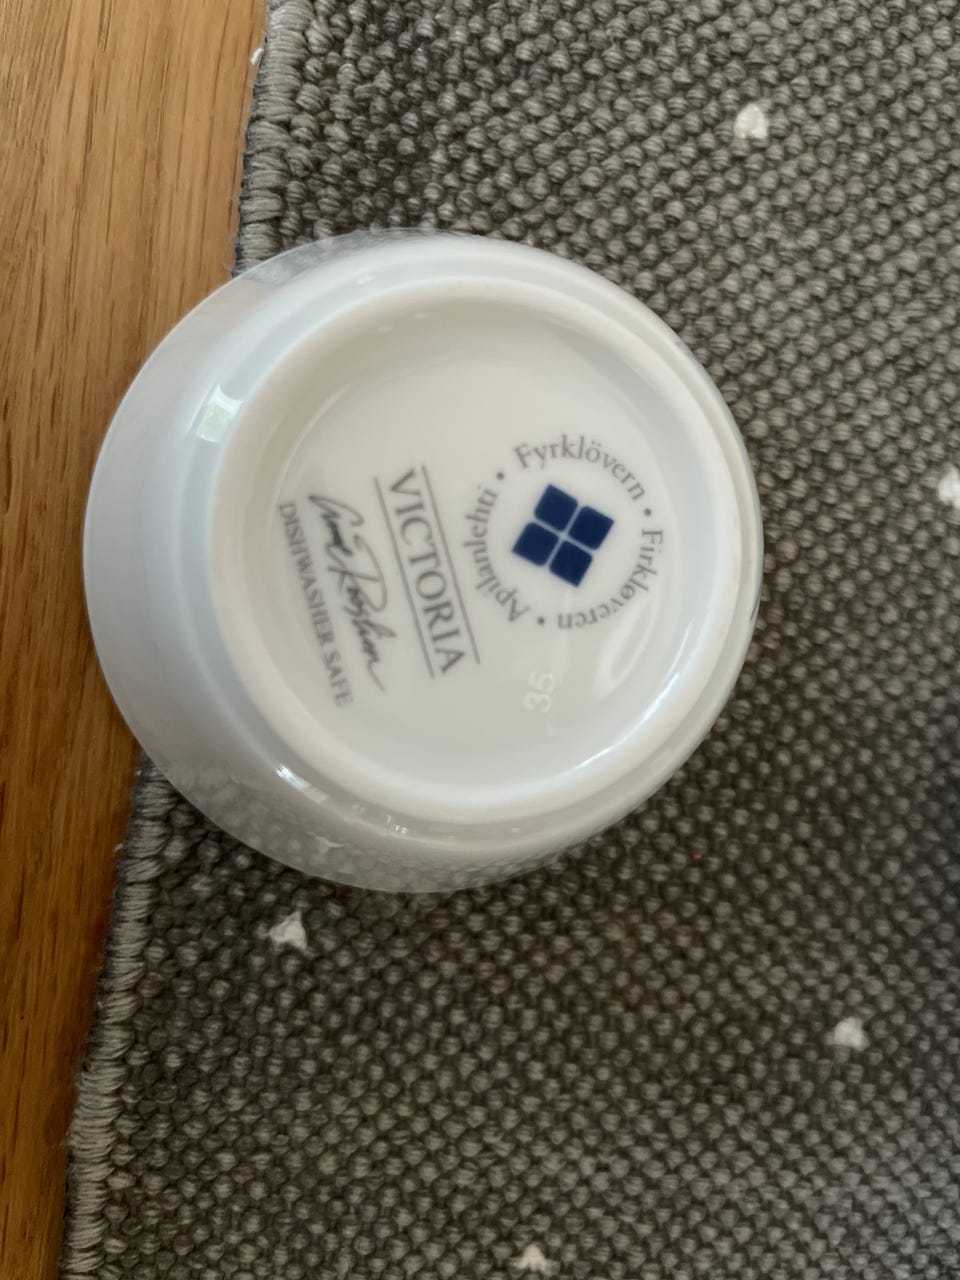 Fyrklövern • Firkløveren • Apilanlehti •
VICTORIA
DISHWASHER SAFE
35